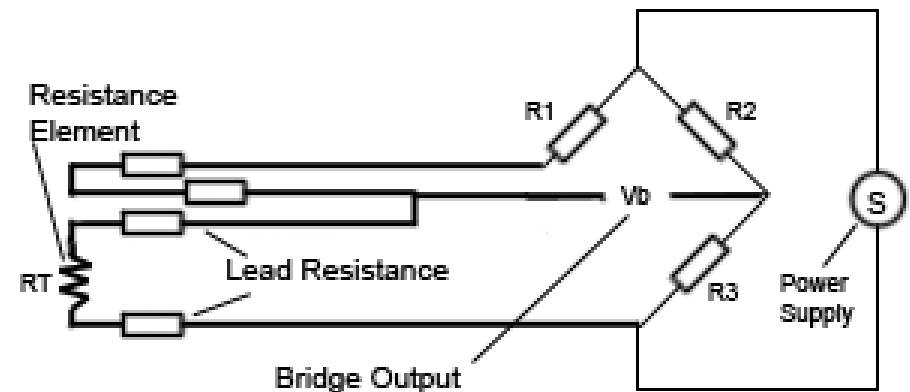 Resistance
Element
R1
R2
Vb
S
RT
Lead Resistance
R3
Power
Supply
Bridge Output